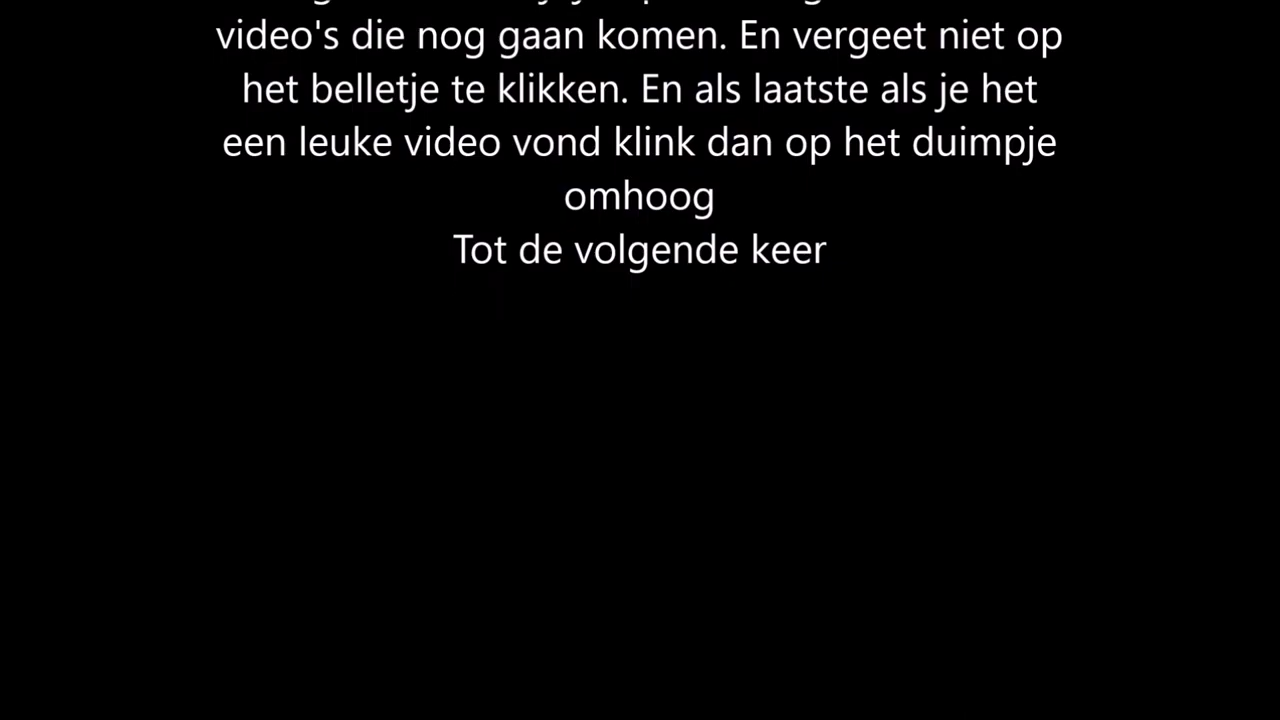 video's die nog gaan komen. En vergeet niet op
het belletje te klikken. En als laatste als je het
een leuke video vond klink dan op het duimpje
omhoog
Tot de volgende keer